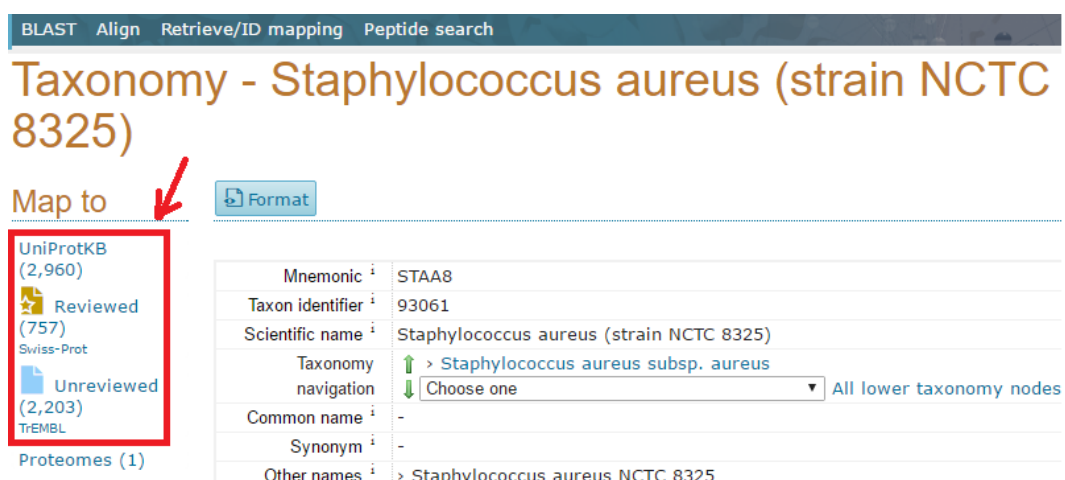 BLAST Align Retrieve/ID mapping Peptide search
Taxonomy - Staphylococcus aureus (strain NCTC
8325)
Map to
Format
UniProtKB
(2,960)
Reviewed
(757)
Swiss-Prot
Unreviewed
(2,203)
TrEMBL
Proteomes (1)
Mnemonic i STAA8
Taxon identifier i 93061
Scientific name i Staphylococcus aureus (strain NCTC 8325)
Taxonomy › Staphylococcus aureus subsp. aureus
navigation Choose one All lower taxonomy nodes
Common name i -
Synonym i -
Other names i › Staphylococcus aureus NCTC 8325